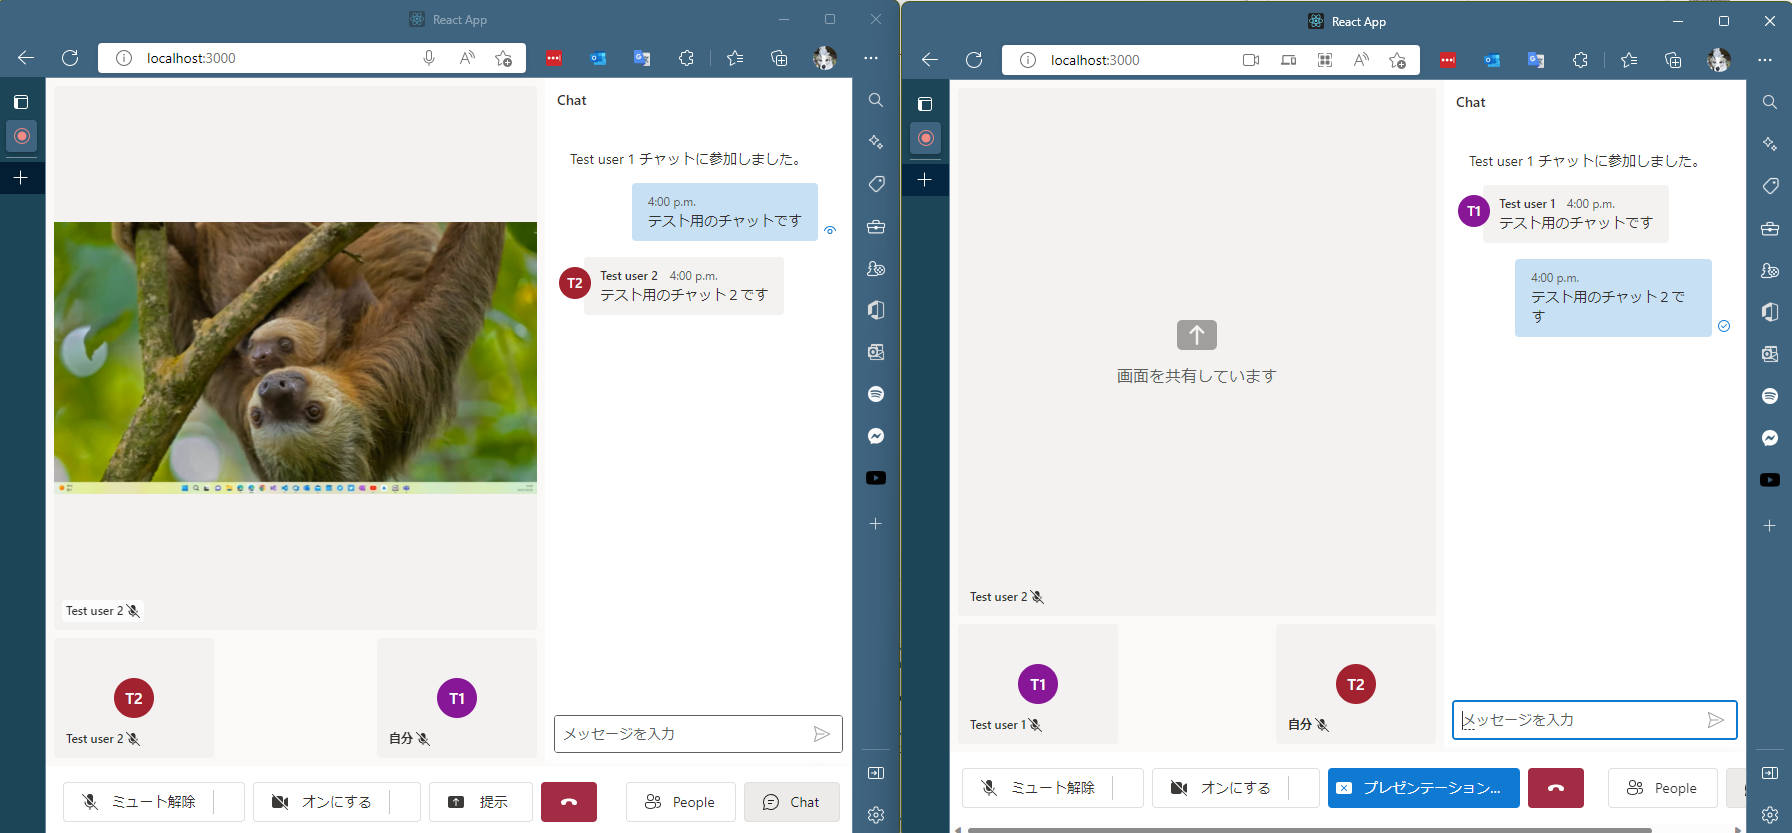 React App
localhost:3000
Chat
Test user 1 チャットに参加しました。
4:00 p.m.
テスト用のチャットです
T2
Test user 2 4:00 p.m.
テスト用のチャット２です
Test user 2
T2
Test user 2
T1
自分
メッセージを入力
ミュート解除
オンにする
提示
People
Chat
React App
localhost:3000
Chat
Test user 1 チャットに参加しました。
T1
Test user 1 4:00 p.m.
テスト用のチャットです
4:00 p.m.
テスト用のチャット２で
す
画面を共有しています
Test user 2
T1
Test user 1
T2
自分
メッセージを入力
ミュート解除
オンにする
プレゼンテーション...
People